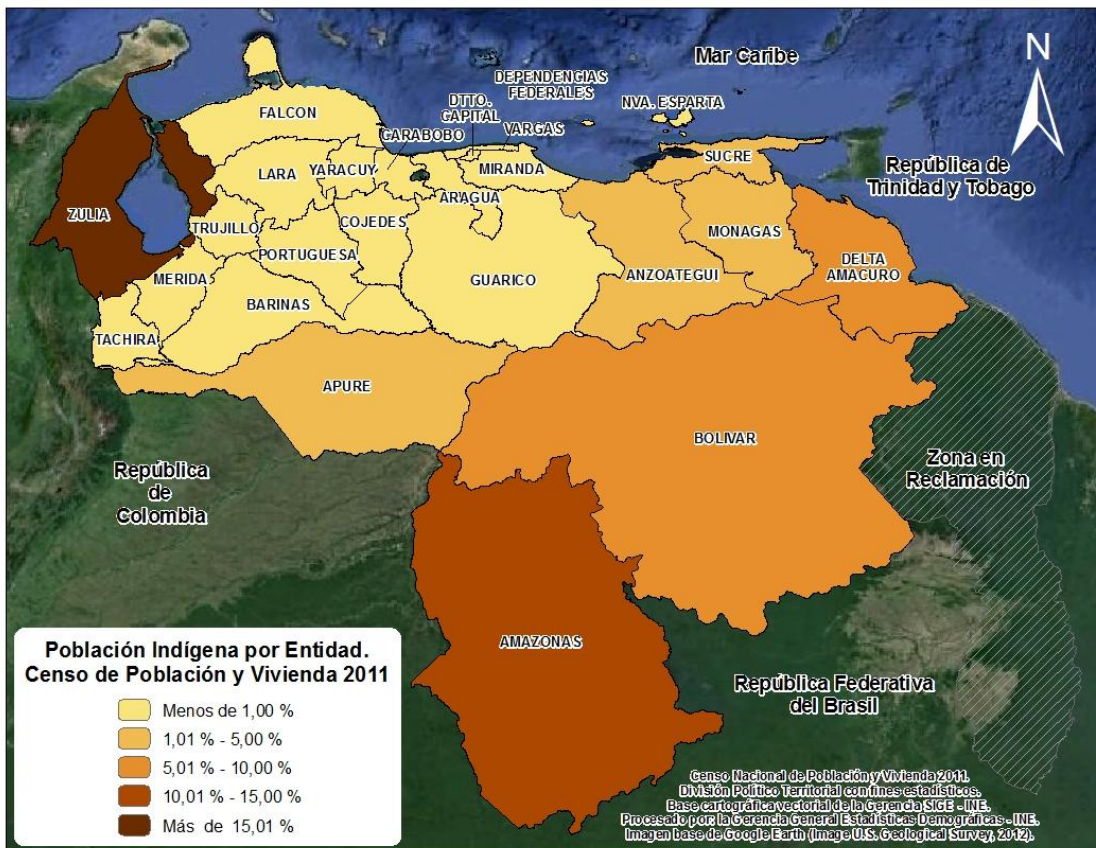 N
Mar Caribe
DEPENDENCIAS
FEDERALES
DTTO.
CAPITAL
NVA. ESPARTA
VARGAS
CARABOBO
FALCON
SUCRE
República de
Trinidad y Tobago
LARA
YARACUY
MIRANDA
ARAGUA
ZULIA
TRUJILLO
COJEDES
MONAGAS
PORTUGUESA
DELTA
AMACURO
MERIDA
ANZOATEGUI
GUARICO
BARINAS
TACHIRA
APURE
BOLIVAR
República
de
Colombia
Zona en
Reclamación
AMAZONAS
República Federativa
del Brasil
Población Indígena por Entidad.
Censo de Población y Vivienda 2011
Menos de 1,00 %
1,01 % - 5,00 %
5,01 % - 10,00 %
10,01 % - 15,00 %
Más de 15,01 %
Censo Nacional de Población y Vivienda 2011.
División Político Territorial con fines estadísticos.
Base cartográfica vectorial de la Gerencia SIGE - INE.
Procesado por: la Gerencia General Estadísticas Demográficas - INE.
Imagen base de Google Earth (Image U.S. Geological Survey, 2012).